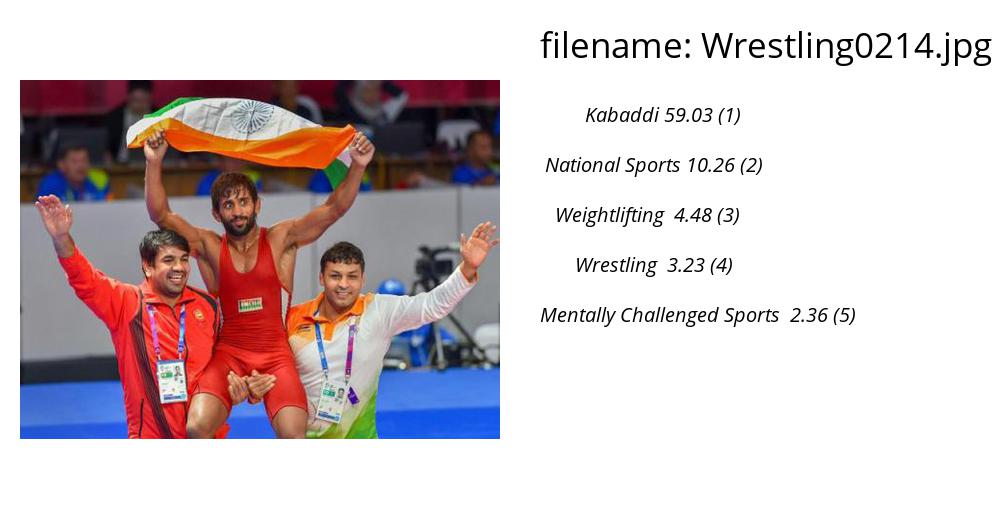 filename: Wrestling0214.jpg
Kabaddi 59.03 (1)
National Sports 10.26 (2)
Weightlifting 4.48 (3)
Wrestling 3.23 (4)
Mentally Challenged Sports 2.36 (5)